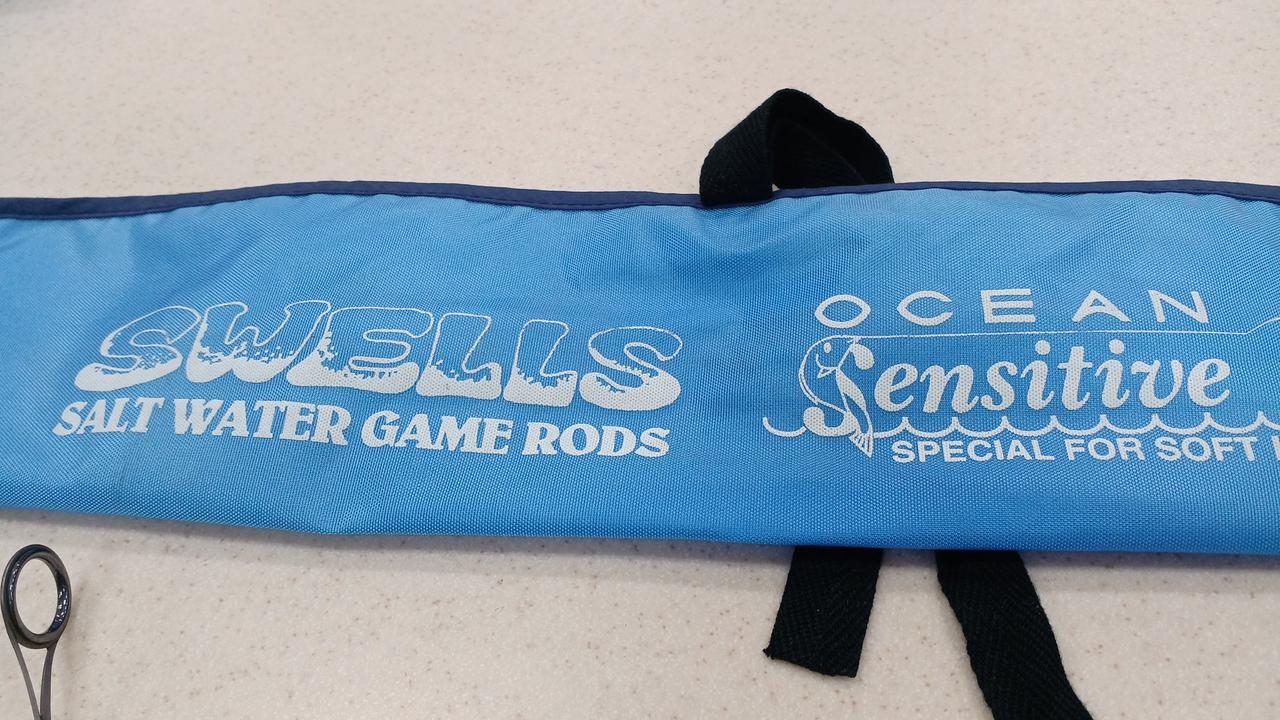 SWELLS
SALT WATER GAME RODS
OCEAN
Sensitive
SPECIAL FOR SOFT